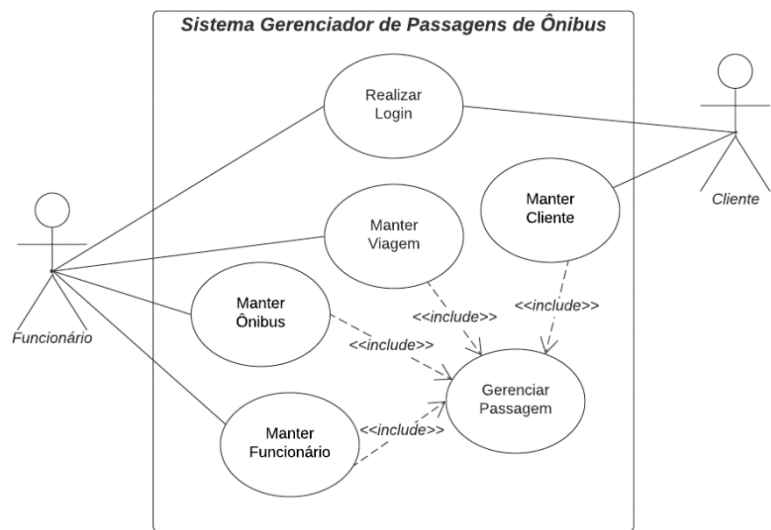 Sistema Gerenciador de Passagens de Ônibus
Realizar
Login
Cliente
Manter
Cliente
Manter
Viagem
Funcionário
Manter
Ônibus
<<include>>
<<include>>
<<include>>
Gerenciar
Passagem
Manter
Funcionário
<<include>>